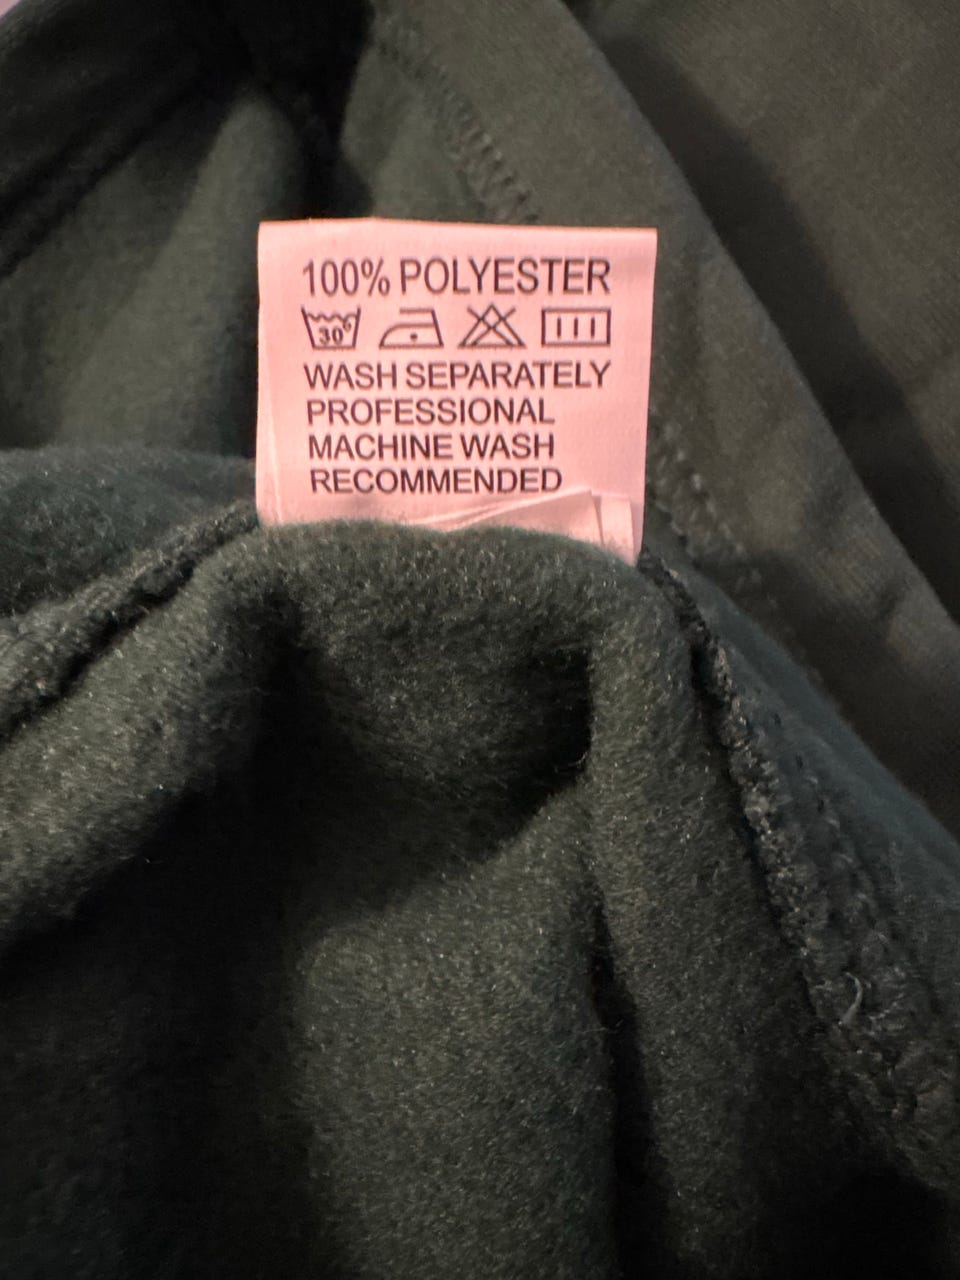 100% POLYESTER
30°
WASH SEPARATELY
PROFESSIONAL
MACHINE WASH
RECOMMENDED